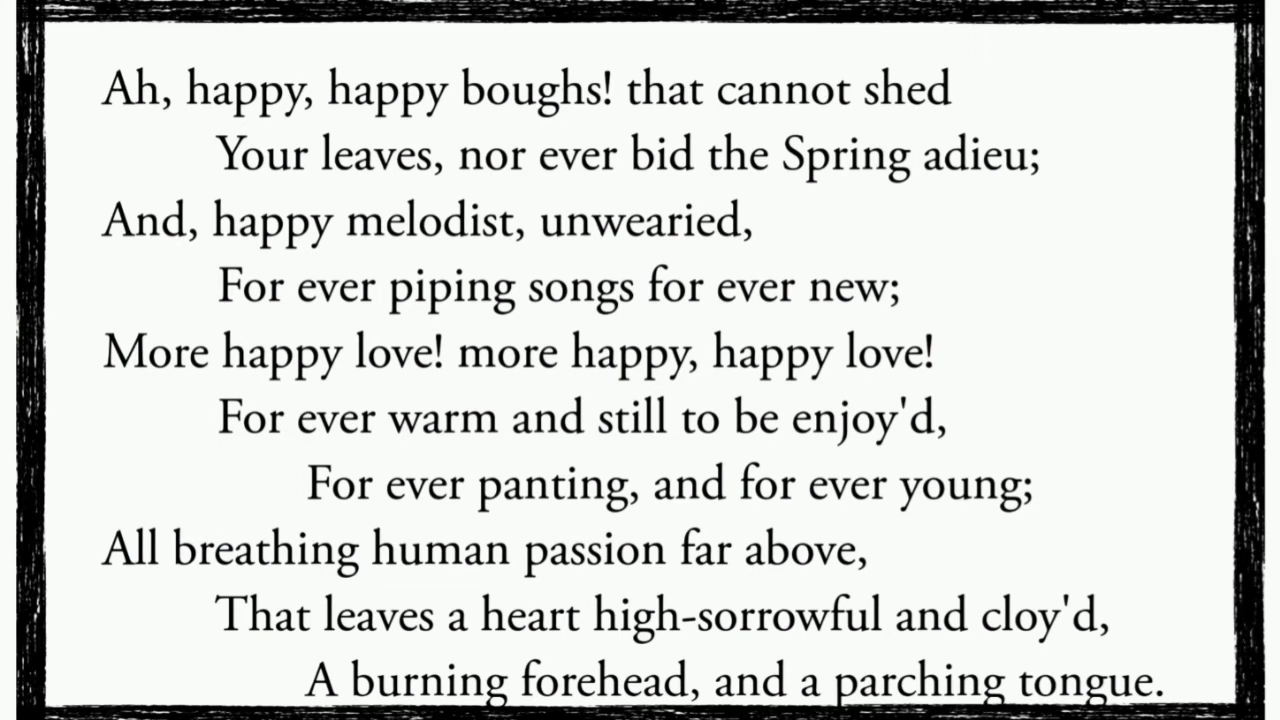 Ah, happy, happy boughs! that cannot shed
Your leaves, nor ever bid the Spring adieu;
And, happy melodist, unwearied,
For ever piping songs for ever new;
More happy love! more happy, happy love!
For ever warm and still to be enjoy'd,
For ever panting, and for ever young;
All breathing human passion far above,
That leaves a heart high-sorrowful and cloy'd,
A burning forehead, and a parching tongue.